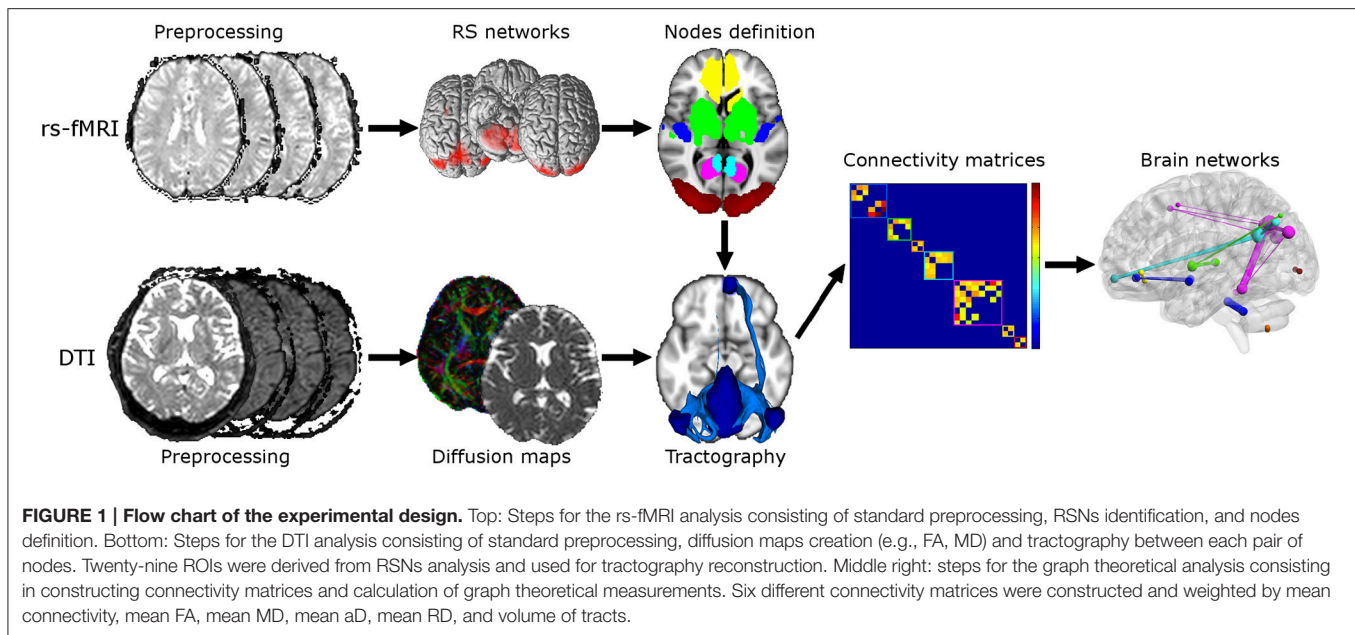 Preprocessing
RS networks
Nodes definition
rs-fMRI
Connectivity matrices
Brain networks
DTI
Preprocessing
Diffusion maps
Tractography
FIGURE 1 | Flow chart of the experimental design. Top: Steps for the rs-fMRI analysis consisting of standard preprocessing, RSNs identification, and nodes
definition. Bottom: Steps for the DTI analysis consisting of standard preprocessing, diffusion maps creation (e.g., FA, MD) and tractography between each pair of
nodes. Twenty-nine ROIs were derived from RSNs analysis and used for tractography reconstruction. Middle right: steps for the graph theoretical analysis consisting
in constructing connectivity matrices and calculation of graph theoretical measurements. Six different connectivity matrices were constructed and weighted by mean
connectivity, mean FA, mean MD, mean aD, mean RD, and volume of tracts.